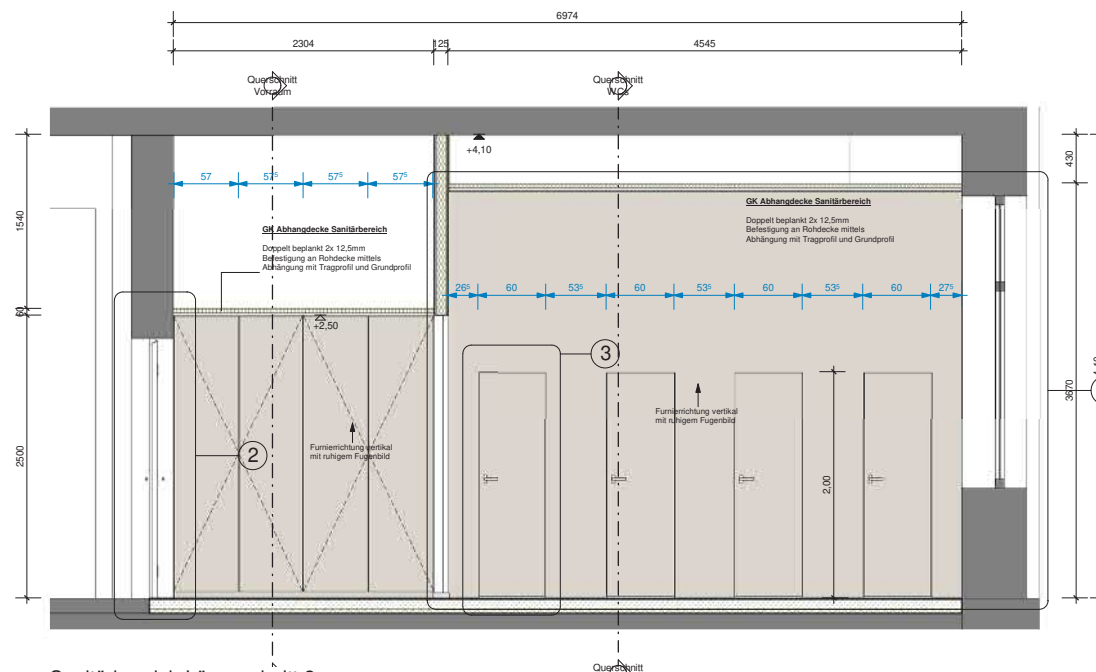 6974
2304
125
4545
Querschnitt
Vorraum
Querschnitt
WCs
+4,10
430
1540
57
57⁵
57⁵
57⁵
GK Abhangdecke Sanitärbereich
Doppelt beplankt 2x 12,5mm
Befestigung an Rohdecke mittels
Abhängung mit Tragprofil und Grundprofil
GK Abhangdecke Sanitärbereich
Doppelt beplankt 2x 12,5mm
Befestigung an Rohdecke mittels
Abhängung mit Tragprofil und Grundprofil
26⁵
60
53⁵
60
53⁵
60
53⁵
60
27⁵
60
+2,50
3
3670
Furnierrichtung vertikal
mit ruhigem Fugenbild
Furnierrichtung vertikal
mit ruhigem Fugenbild
2
2500
2,00
Querschnitt